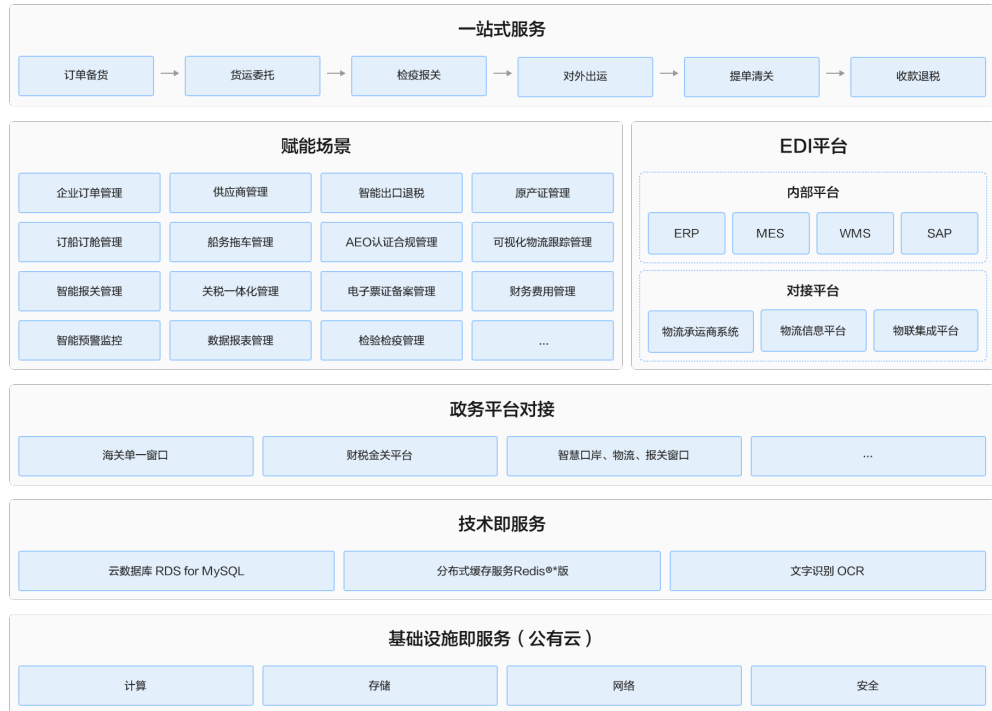 一站式服务
订单备货
货运委托
检疫报关
对外出运
提单清关
收款退税
赋能场景
企业订单管理
供应商管理
智能出口退税
原产证管理
订船订舱管理
船务拖车管理
AEO认证合规管理
可视化物流跟踪管理
智能报关管理
关税一体化管理
电子票证备案管理
财务费用管理
智能预警监控
数据报表管理
检验检疫管理
...
EDI平台
内部平台
ERP
MES
WMS
SAP
对接平台
物流承运商系统
物流信息平台
物联集成平台
政务平台对接
海关单一窗口
财税金关平台
智慧口岸、物流、报关窗口
...
技术即服务
云数据库 RDS for MySQL
分布式缓存服务Redis®*版
文字识别 OCR
基础设施即服务（公有云）
计算
存储
网络
安全